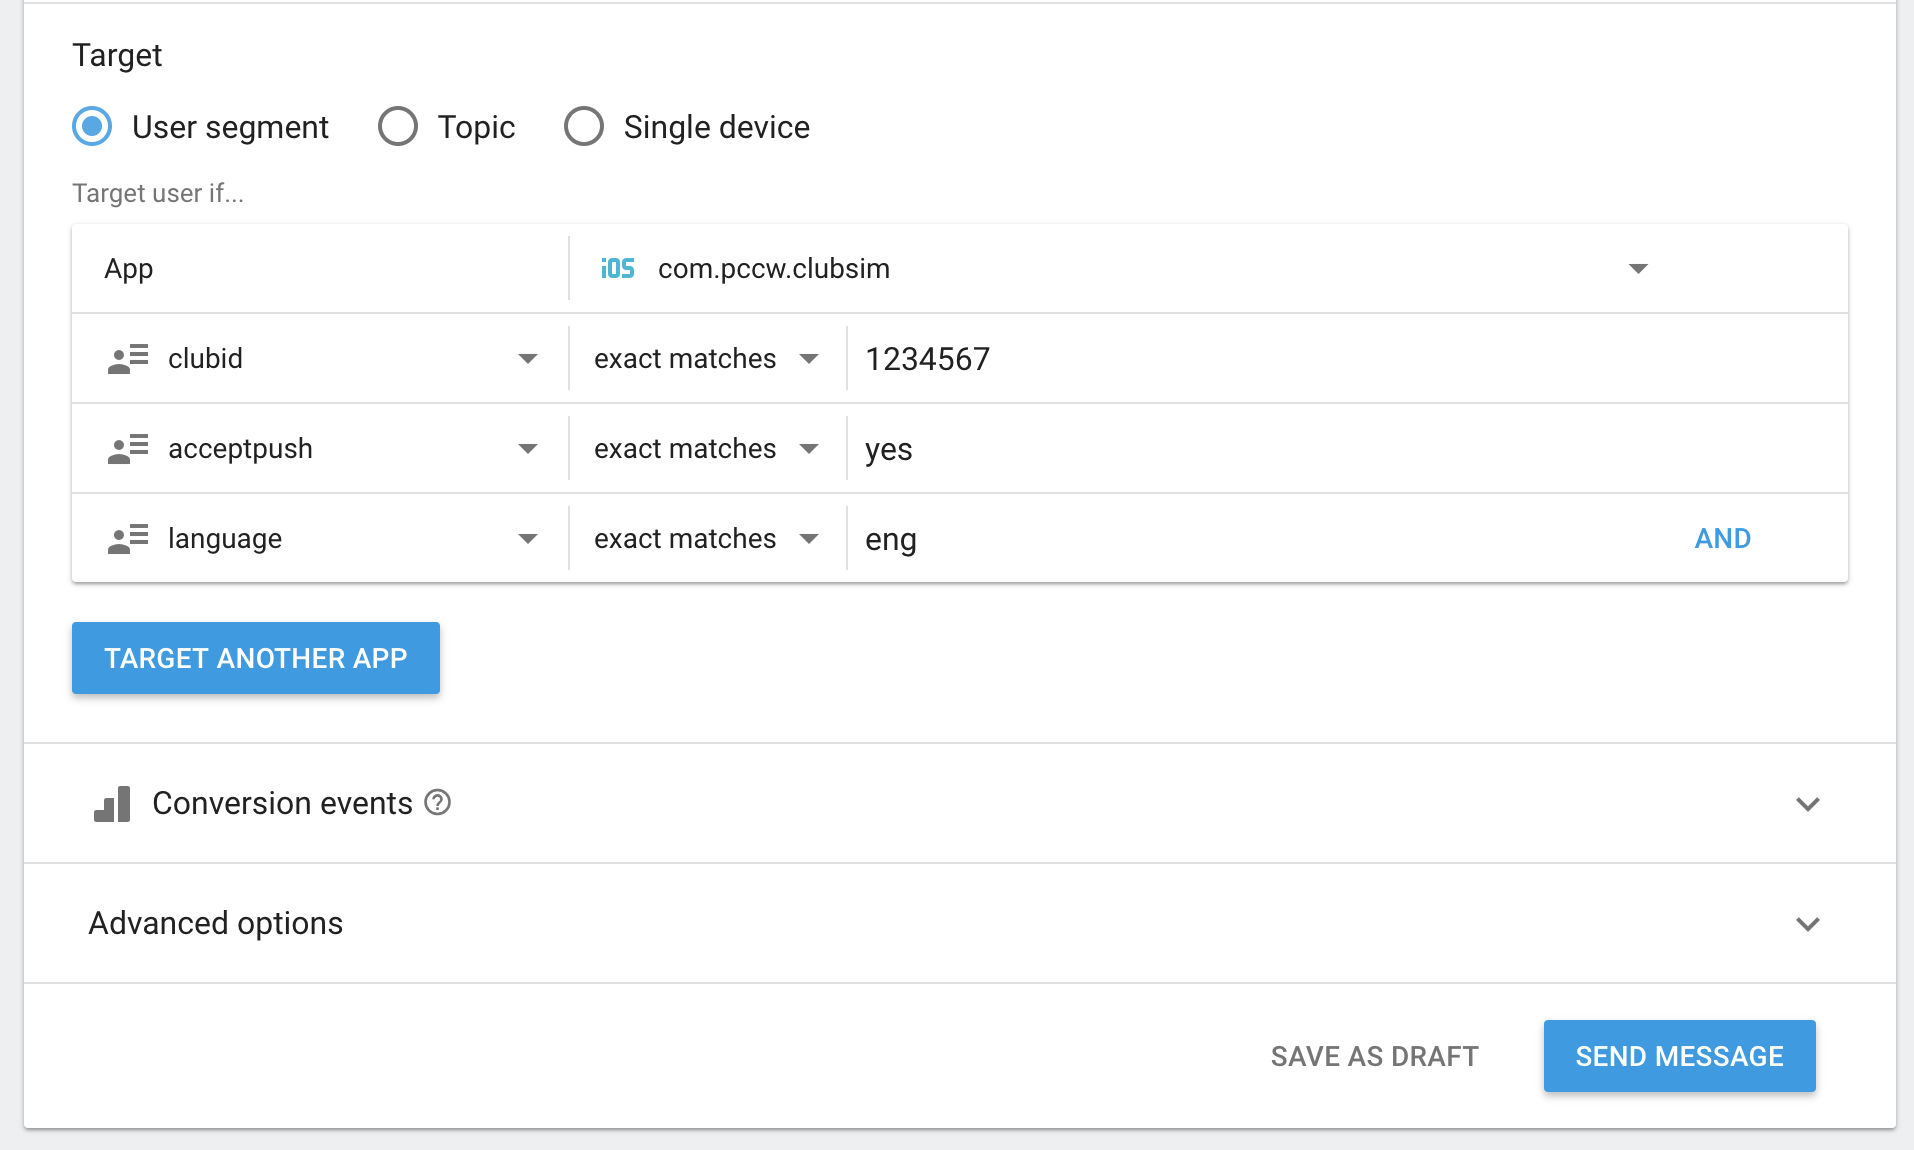 Target
User segment Topic Single device
Target user if...
App iOS com.pccw.clubsim
clubid exact matches 1234567
acceptpush exact matches yes
language exact matches eng AND
TARGET ANOTHER APP
Conversion events ?
Advanced options
SAVE AS DRAFT SEND MESSAGE